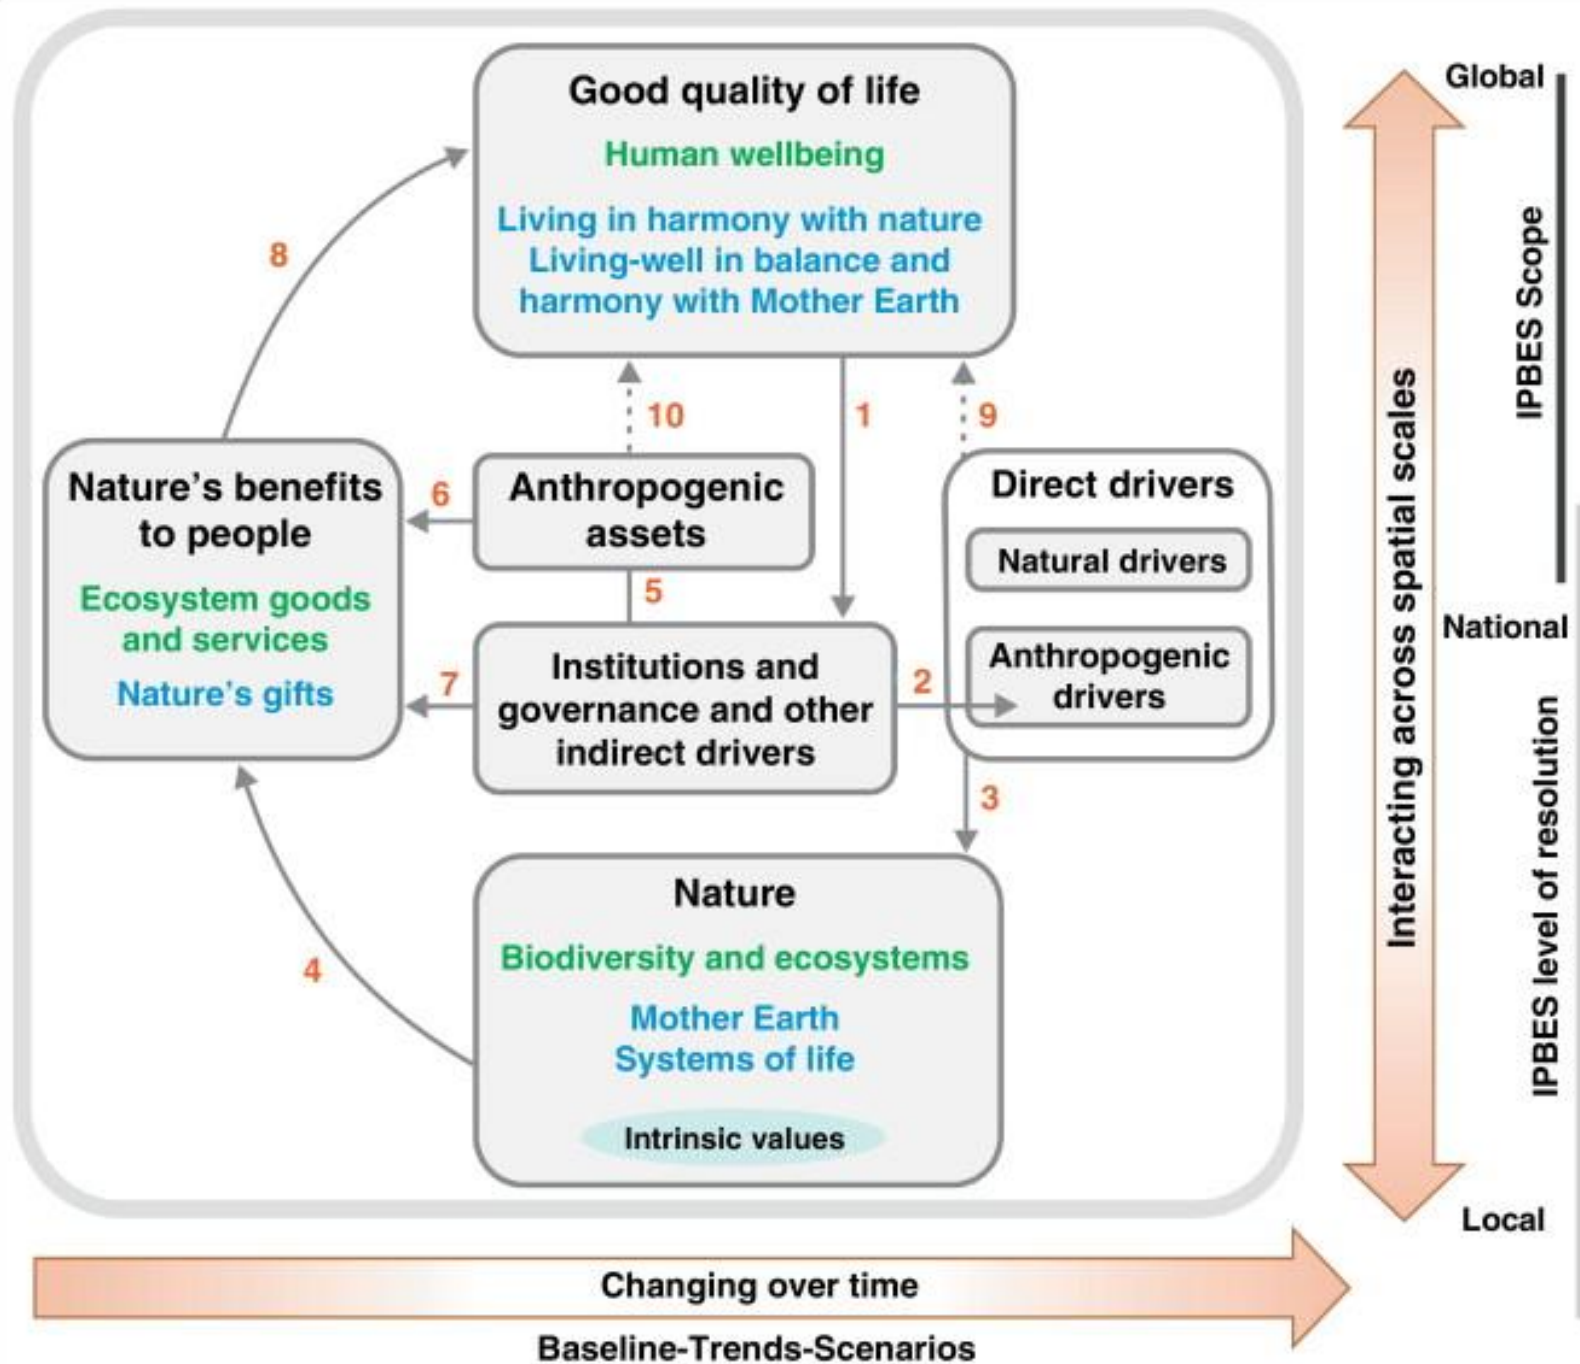 Good quality of life
Human wellbeing
Living in harmony with nature
Living-well in balance and
harmony with Mother Earth
8
10
1
9
Nature's benefits
to people
Ecosystem goods
and services
Nature's gifts
6
Anthropogenic
assets
5
Direct drivers
Natural drivers
Anthropogenic
drivers
7
Institutions and
governance and other
indirect drivers
2
3
4
Nature
Biodiversity and ecosystems
Mother Earth
Systems of life
Intrinsic values
Interacting across spatial scales
Global
IPBES Scope
National
IPBES level of resolution
Local
Changing over time
Baseline-Trends-Scenarios